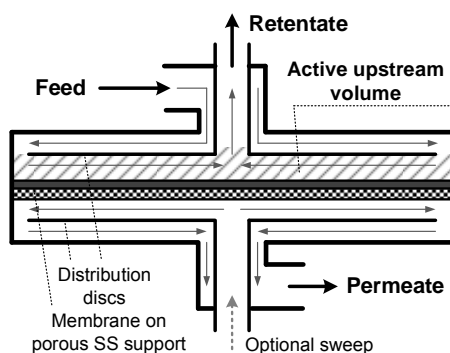 Retentate
Feed
Active upstream
volume
Distribution
discs
Membrane on
porous SS support
Permeate
Optional sweep